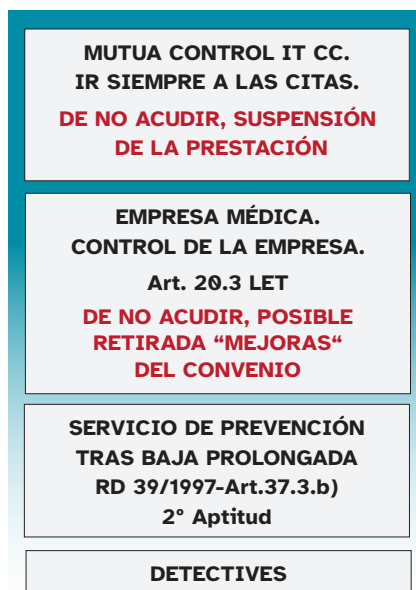 MUTUA CONTROL IT CC.
IR SIEMPRE A LAS CITAS.
DE NO ACUDIR, SUSPENSIÓN
DE LA PRESTACIÓN
EMPRESA MÉDICA.
CONTROL DE LA EMPRESA.
Art. 20.3 LET
DE NO ACUDIR, POSIBLE
RETIRADA “MEJORAS“
DEL CONVENIO
SERVICIO DE PREVENCIÓN
TRAS BAJA PROLONGADA
RD 39/1997-Art.37.3.b)
2º Aptitud
DETECTIVES